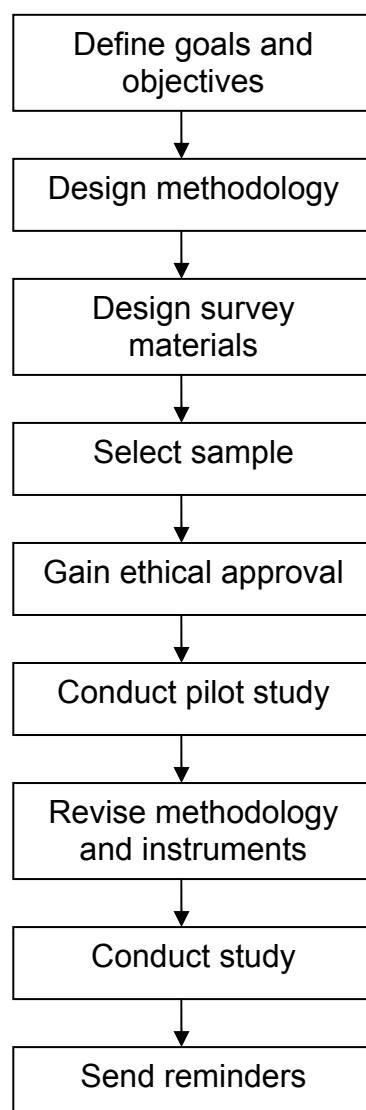 Define goals and
objectives
Design methodology
Design survey
materials
Select sample
Gain ethical approval
Conduct pilot study
Revise methodology
and instruments
Conduct study
Send reminders